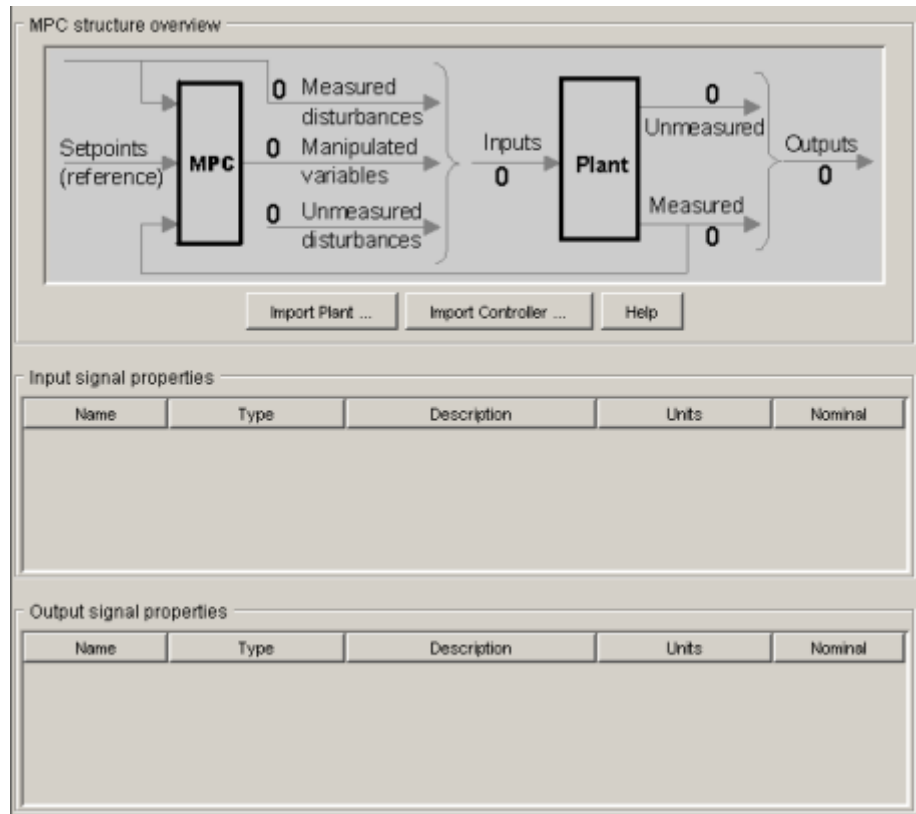 MPC structure overview
0 Measured disturbances
Setpoints (reference)
MPC
0 Manipulated variables
0 Unmeasured disturbances
Inputs
0
Plant
0
Unmeasured
Measured
0
Outputs
0
Import Plant ... Import Controller ... Help
Input signal properties
Name Type Description Units Nominal
Output signal properties
Name Type Description Units Nominal